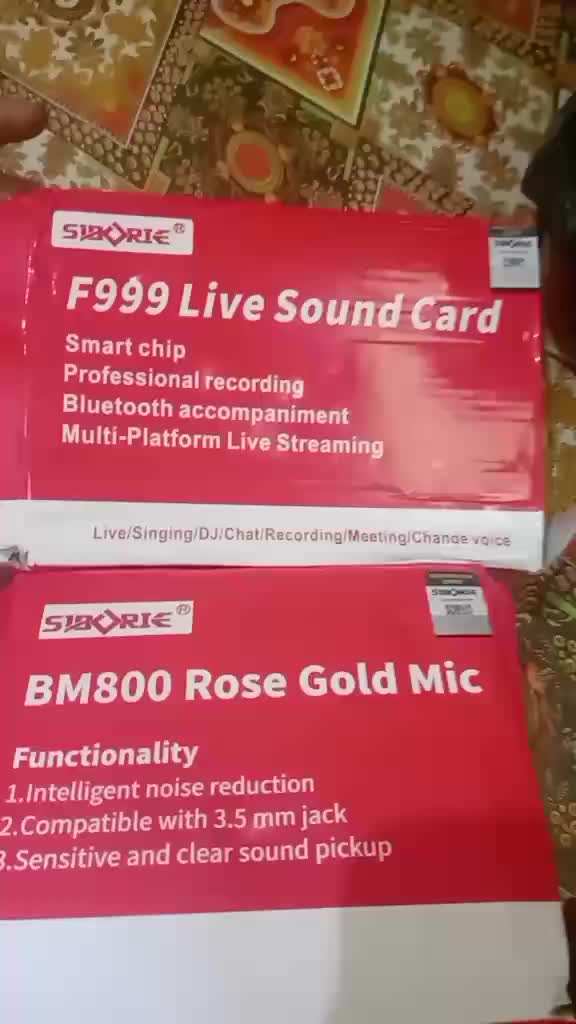 SIBORIE®
F999 Live Sound Card
Smart chip
Professional recording
Bluetooth accompaniment
Multi-Platform Live Streaming
Live/Singing/DJ/Chat/Recording/Meeting/Change voice
SIBORIE®
BM800 Rose Gold Mic
Functionality
1.Intelligent noise reduction
2.Compatible with 3.5 mm jack
3.Sensitive and clear sound pickup